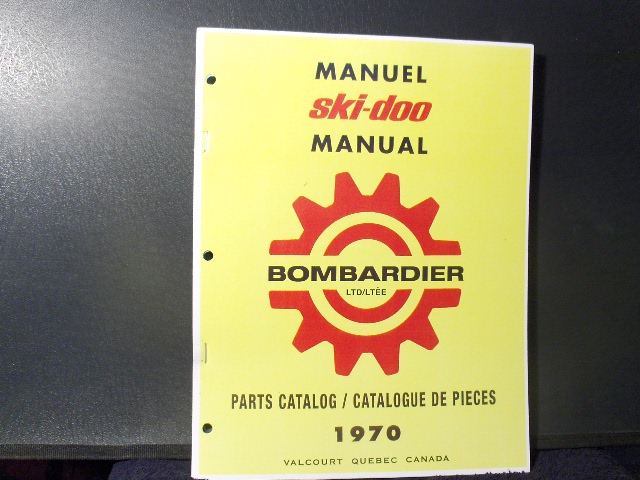 MANUEL
ski-doo
MANUAL
BOMBARDIER
LTD/LTÉE
PARTS CATALOG / CATALOGUE DE PIECES
1970
VALCOURT QUEBEC CANADA